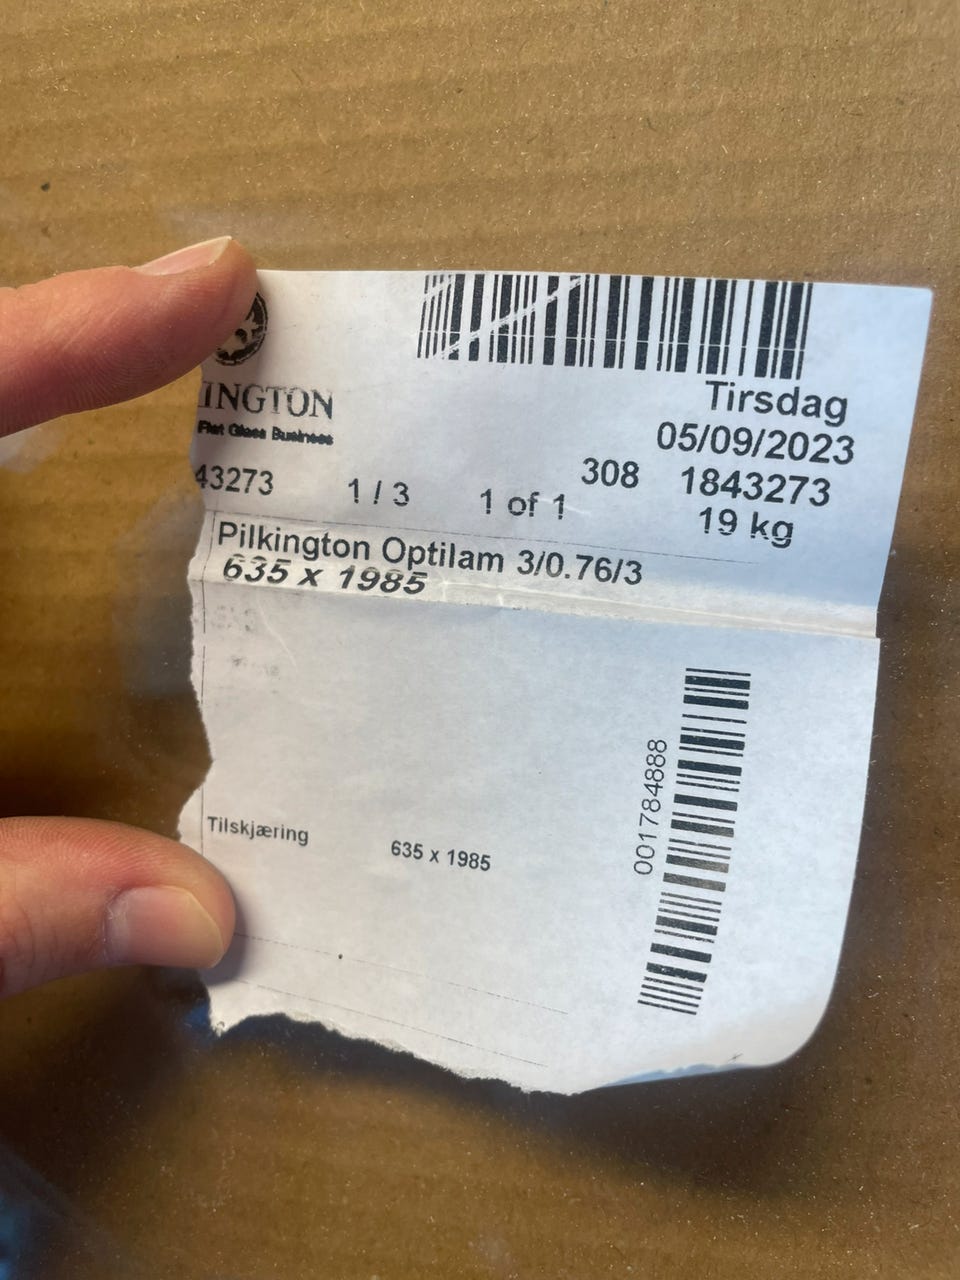 INGTON
Flat Glass Business
Tirsdag
05/09/2023
43273 1 / 3 1 of 1 308 1843273
19 kg
Pilkington Optilam 3/0.76/3
635 x 1985
001784888
Tilskjæring 635 x 1985